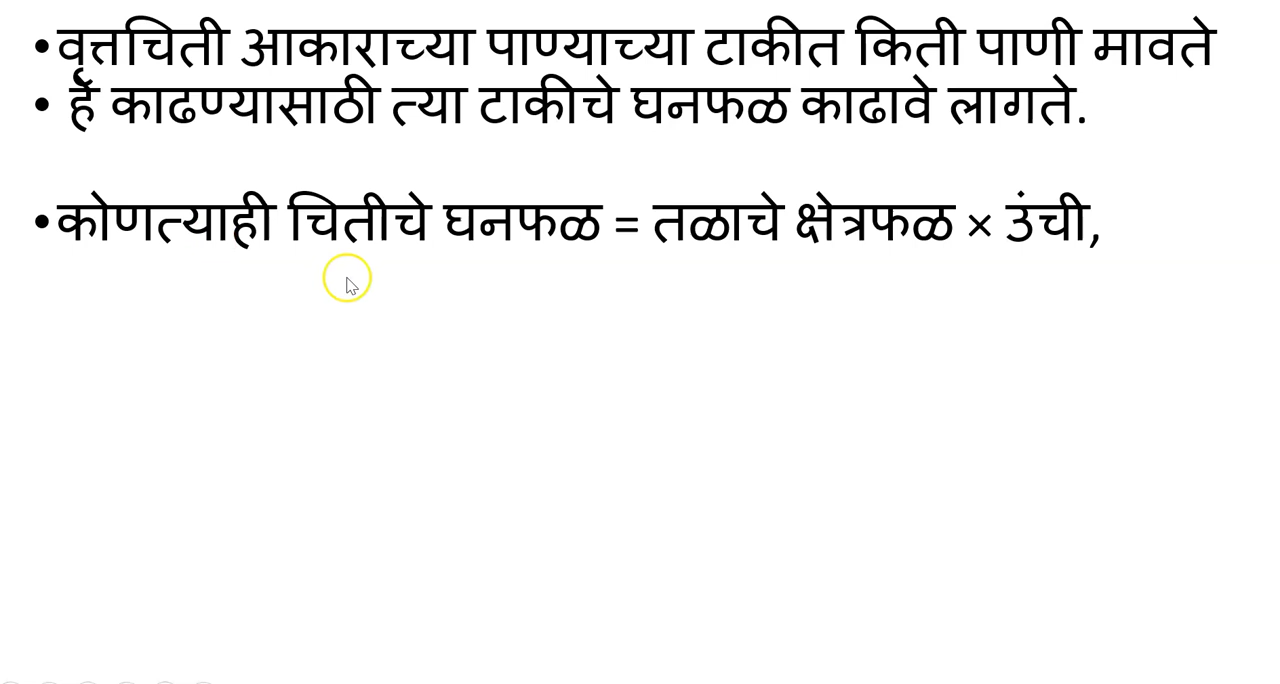 •वृत्तचिती आकाराच्या पाण्याच्या टाकीत किती पाणी मावते
• हे काढण्यासाठी त्या टाकीचे घनफळ काढावे लागते.
•कोणत्याही चितीचे घनफळ = तळाचे क्षेत्रफळ × उंची,